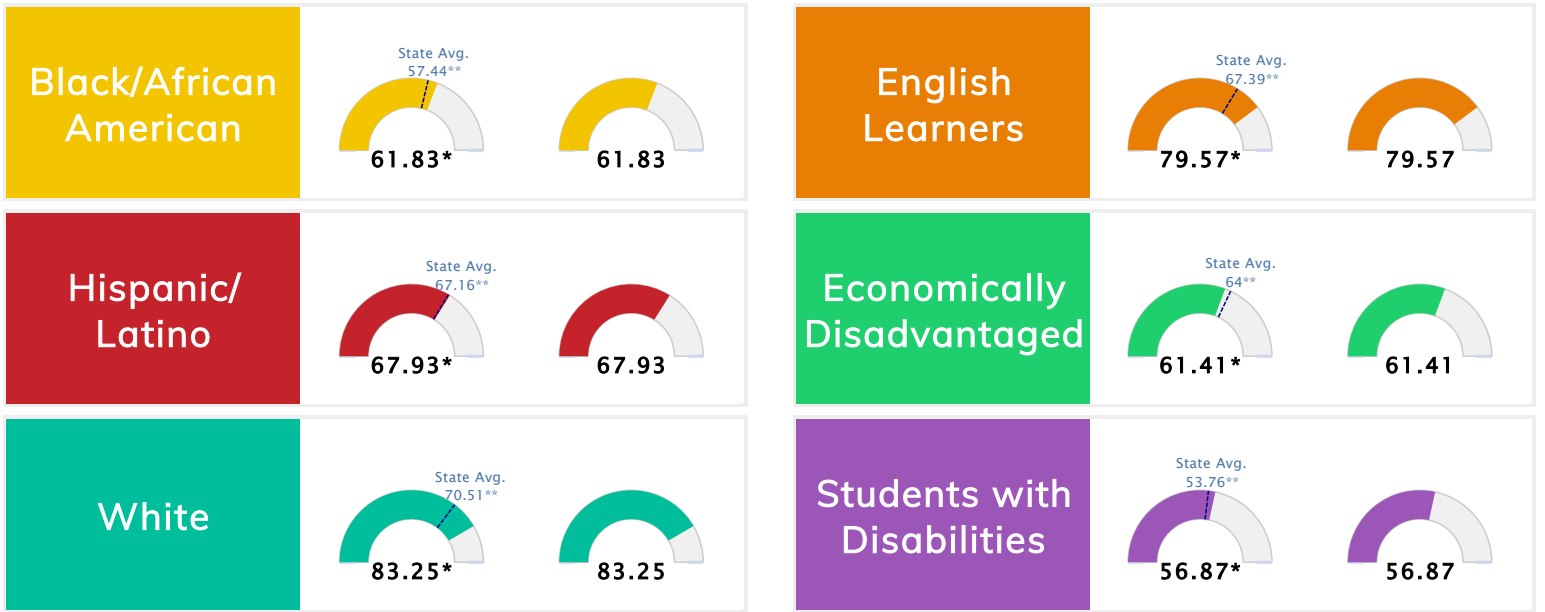 Black/African
American
State Avg.
57.44**
61.83*
61.83
English
Learners
State Avg.
67.39**
79.57*
79.57
Hispanic/
Latino
State Avg.
67.16**
67.93*
67.93
Economically
Disadvantaged
State Avg.
64**
61.41*
61.41
White
State Avg.
70.51**
83.25*
83.25
Students with
Disabilities
State Avg.
53.76**
56.87*
56.87